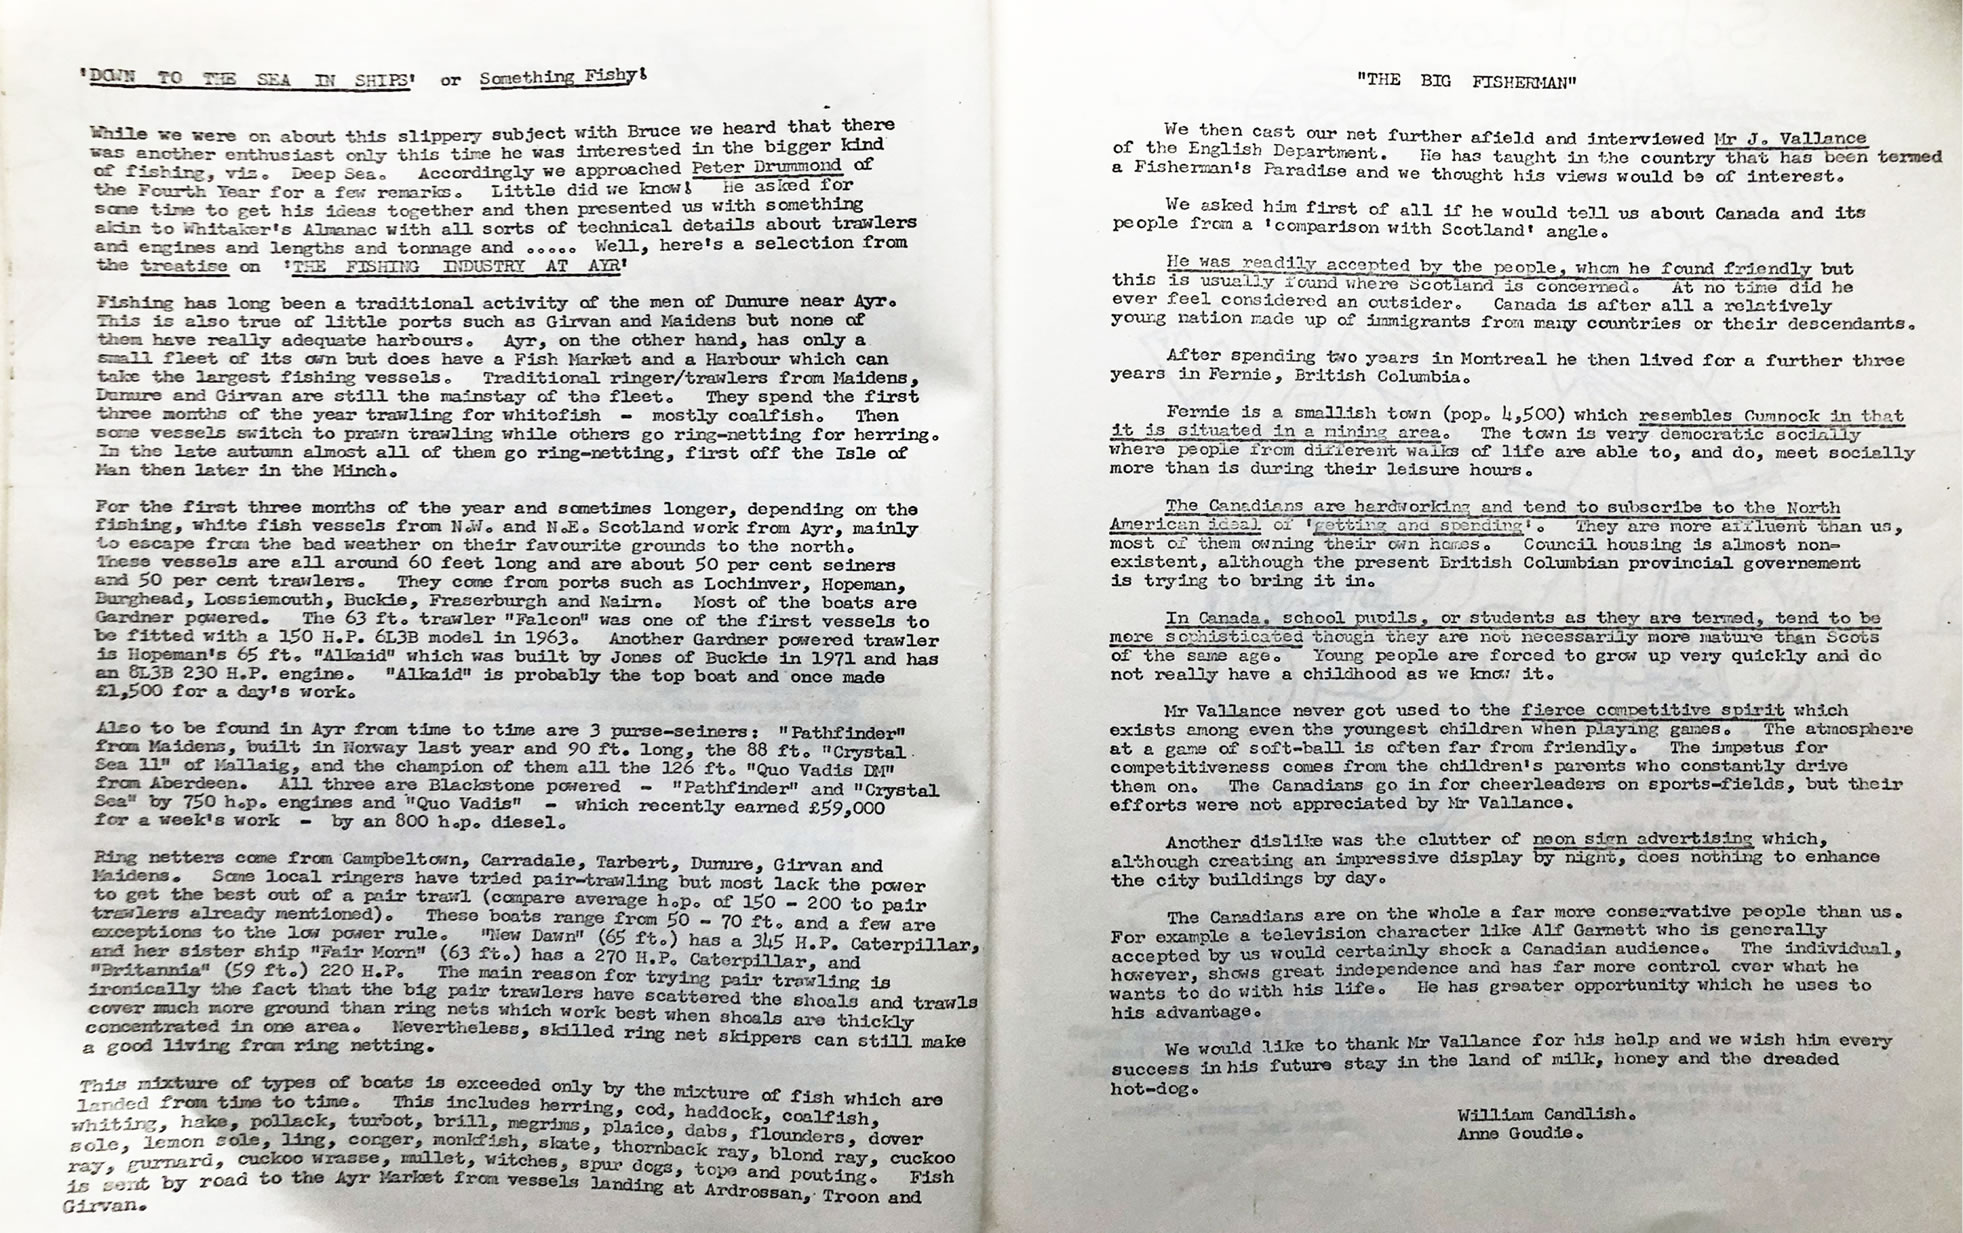 'DOWN TO THE SEA IN SHIPS' or Something Fishy!
While we were on about this slippery subject with Bruce we heard that there
was another enthusiast only this time he was interested in the bigger kind
of fishing, viz. Deep Sea. Accordingly we approached Peter Drummond of
the Fourth Year for a few remarks. Little did we know! He asked for
some time to get his ideas together and then presented us with something
akin to Whitaker's Almanac with all sorts of technical details about trawlers
and engines and lengths and tonnage and ..... Well, here's a selection from
the treatise on 'THE FISHING INDUSTRY AT AYR'
Fishing has long been a traditional activity of the men of Dunure near Ayr.
This is also true of little ports such as Girvan and Maidens but none of
them have really adequate harbours. Ayr, on the other hand, has only a
small fleet of its own but does have a Fish Market and a Harbour which can
take the largest fishing vessels. Traditional ringer/trawlers from Maidens,
Dunure and Girvan are still the mainstay of the fleet. They spend the first
three months of the year trawling for whitefish - mostly coalfish. Then
some vessels switch to prawn trawling while others go ring-netting for herring.
In the late autumn almost all of them go ring-netting, first off the Isle of
Man then later in the Minch.
For the first three months of the year and sometimes longer, depending on the
fishing, white fish vessels from N.W. and N.E. Scotland work from Ayr, mainly
to escape from the bad weather on their favourite grounds to the north.
These vessels are all around 60 feet long and are about 50 per cent seiners
and 50 per cent trawlers. They come from ports such as Lochinver, Hopeman,
Burghead, Lossiemouth, Buckie, Fraserburgh and Nairn. Most of the boats are
Gardner powered. The 63 ft. trawler "Falcon" was one of the first vessels to
be fitted with a 150 H.P. 6L3B model in 1963. Another Gardner powered trawler
is Hopeman's 65 ft. "Alkaid" which was built by Jones of Buckie in 1971 and has
an 8L3B 230 H.P. engine. "Alkaid" is probably the top boat and once made
£1,500 for a day's work.
Also to be found in Ayr from time to time are 3 purse-seiners: "Pathfinder"
from Maidens, built in Norway last year and 90 ft. long, the 88 ft. "Crystal
Sea 11" of Mallaig, and the champion of them all the 126 ft. "Quo Vadis DM"
from Aberdeen. All three are Blackstone powered - "Pathfinder" and "Crystal
Sea" by 750 h.p. engines and "Quo Vadis" - which recently earned £59,000
for a week's work - by an 800 h.p. diesel.
Ring netters come from Campbeltown, Carradale, Tarbert, Dunure, Girvan and
Maidens. Some local ringers have tried pair-trawling but most lack the power
to get the best out of a pair trawl (compare average h.p. of 150 - 200 to pair
trawlers already mentioned). These boats range from 50 - 70 ft. and a few are
exceptions to the low power rule. "New Dawn" (65 ft.) has a 345 H.P. Caterpillar,
and her sister ship "Fair Morn" (63 ft.) has a 270 H.P. Caterpillar, and
"Britannia" (59 ft.) 220 H.P. The main reason for trying pair trawling is
ironically the fact that the big pair trawlers have scattered the shoals and trawls
cover much more ground than ring nets which work best when shoals are thickly
concentrated in one area. Nevertheless, skilled ring net skippers can still make
a good living from ring netting.
This mixture of types of boats is exceeded only by the mixture of fish which are
landed from time to time. This includes herring, cod, haddock, coalfish,
whiting, hake, pollack, turbot, brill, megrims, plaice, dabs, flounders, dover
sole, lemon sole, ling, conger, monkfish, skate, thornback ray, blond ray, cuckoo
ray, gurnard, cuckoo wrasse, mullet, witches, spur dogs, tope and pouting. Fish
is sent by road to the Ayr Market from vessels landing at Ardrossan, Troon and
Girvan.
"THE BIG FISHERMAN"
We then cast our net further afield and interviewed Mr J. Vallance
of the English Department. He has taught in the country that has been termed
a Fisherman's Paradise and we thought his views would be of interest.
We asked him first of all if he would tell us about Canada and its
people from a 'comparison with Scotland' angle.
He was readily accepted by the people, whom he found friendly but
this is usually found where Scotland is concerned. At no time did he
ever feel considered an outsider. Canada is after all a relatively
young nation made up of immigrants from many countries or their descendants.
After spending two years in Montreal he then lived for a further three
years in Fernie, British Columbia.
Fernie is a smallish town (pop. 4,500) which resembles Cumnock in that
it is situated in a mining area. The town is very democratic socially
where people from different walks of life are able to, and do, meet socially
more than is during their leisure hours.
The Canadians are hardworking and tend to subscribe to the North
American ideal of 'getting and spending'. They are more affluent than us,
most of them owning their own homes. Council housing is almost non-
existent, although the present British Columbian provincial governement
is trying to bring it in.
In Canada, school pupils, or students as they are termed, tend to be
more sophisticated though they are not necessarily more mature than Scots
of the same age. Young people are forced to grow up very quickly and do
not really have a childhood as we know it.
Mr Vallance never got used to the fierce competitive spirit which
exists among even the youngest children when playing games. The atmosphere
at a game of soft-ball is often far from friendly. The impetus for
competitiveness comes from the children's parents who constantly drive
them on. The Canadians go in for cheerleaders on sports-fields, but their
efforts were not appreciated by Mr Vallance.
Another dislike was the clutter of neon sign advertising which,
although creating an impressive display by night, does nothing to enhance
the city buildings by day.
The Canadians are on the whole a far more conservative people than us.
For example a television character like Alf Garnett who is generally
accepted by us would certainly shock a Canadian audience. The individual,
however, shows great independence and has far more control over what he
wants to do with his life. He has greater opportunity which he uses to
his advantage.
We would like to thank Mr Vallance for his help and we wish him every
success in his future stay in the land of milk, honey and the dreaded
hot-dog.
William Candlish.
Anne Goudie.